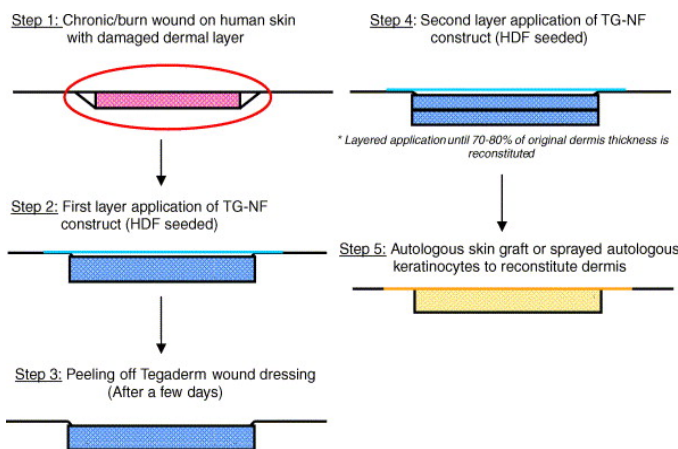 Step 1: Chronic/burn wound on human skin
with damaged dermal layer
Step 2: First layer application of TG-NF
construct (HDF seeded)
Step 3: Peeling off Tegaderm wound dressing
(After a few days)
Step 4: Second layer application of TG-NF
construct (HDF seeded)
* Layered application until 70-80% of original dermis thickness is
reconstituted
Step 5: Autologous skin graft or sprayed autologous
keratinocytes to reconstitute dermis